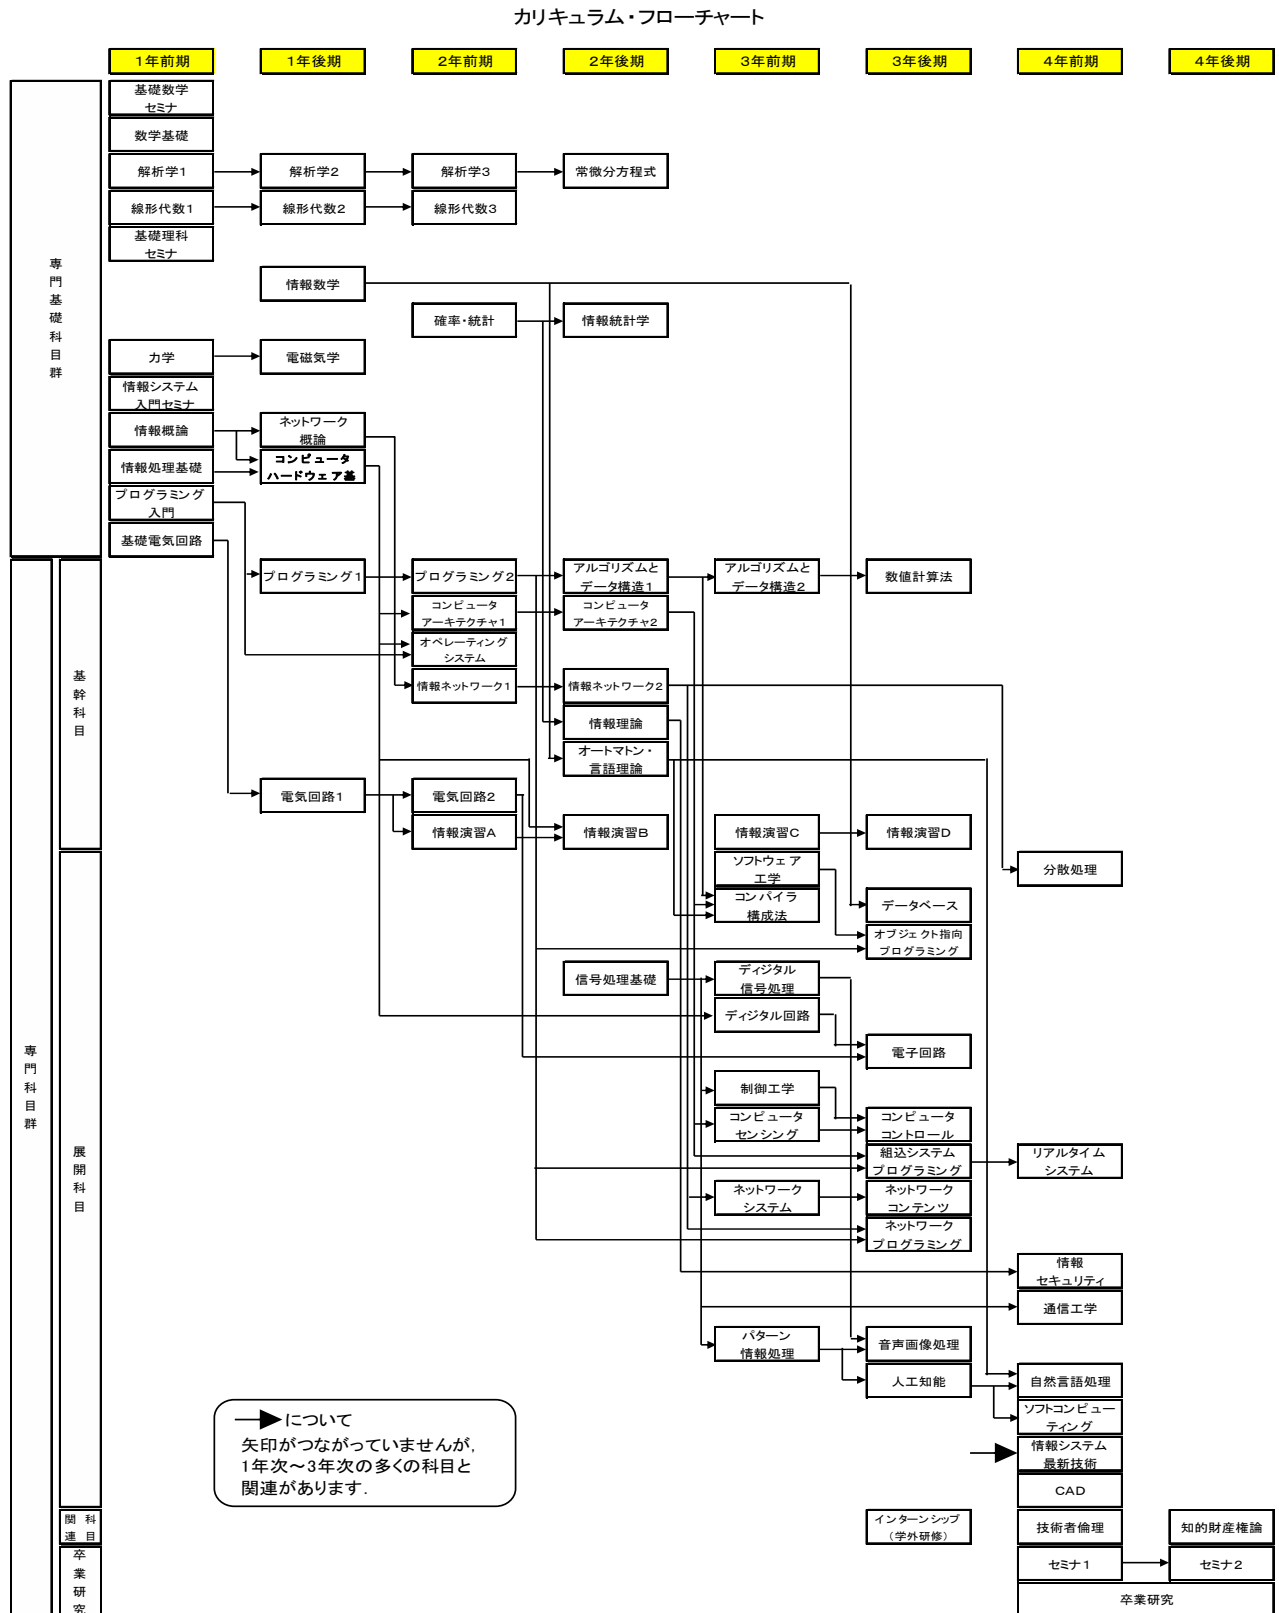 カリキュラム・フローチャート
1年前期
1年後期
2年前期
2年後期
3年前期
3年後期
4年前期
4年後期
専門基礎科目群
基礎数学
セミナ
数学基礎
解析学1
解析学2
解析学3
常微分方程式
線形代数1
線形代数2
線形代数3
基礎理科
セミナ
情報数学
確率・統計
情報統計学
力学
電磁気学
情報システム
入門セミナ
情報概論
ネットワーク
概論
情報処理基礎
コンピュータ
ハードウェア基
プログラミング
入門
基礎電気回路
専門科目群
基幹科目
プログラミング1
プログラミング2
アルゴリズムと
データ構造1
アルゴリズムと
データ構造2
数値計算法
コンピュータ
アーキテクチャ1
コンピュータ
アーキテクチャ2
オペレーティング
システム
情報ネットワーク1
情報ネットワーク2
情報理論
オートマトン・
言語理論
電気回路1
電気回路2
情報演習A
情報演習B
情報演習C
情報演習D
展開科目
ソフトウェア
工学
分散処理
コンパイラ
構成法
データベース
オブジェクト指向
プログラミング
信号処理基礎
ディジタル
信号処理
ディジタル回路
電子回路
制御工学
コンピュータ
センシング
コンピュータ
コントロール
組込システム
プログラミング
リアルタイム
システム
ネットワーク
システム
ネットワーク
コンテンツ
ネットワーク
プログラミング
情報
セキュリティ
通信工学
パターン
情報処理
音声画像処理
人工知能
自然言語処理
ソフトコンピュー
ティング
情報システム
最新技術
CAD
について
矢印がつながっていませんが,
1年次~3年次の多くの科目と
関連があります.
関 科
連 目
インターンシップ
(学外研修)
技術者倫理
知的財産権論
卒業研究
セミナ1
セミナ2
卒業研究